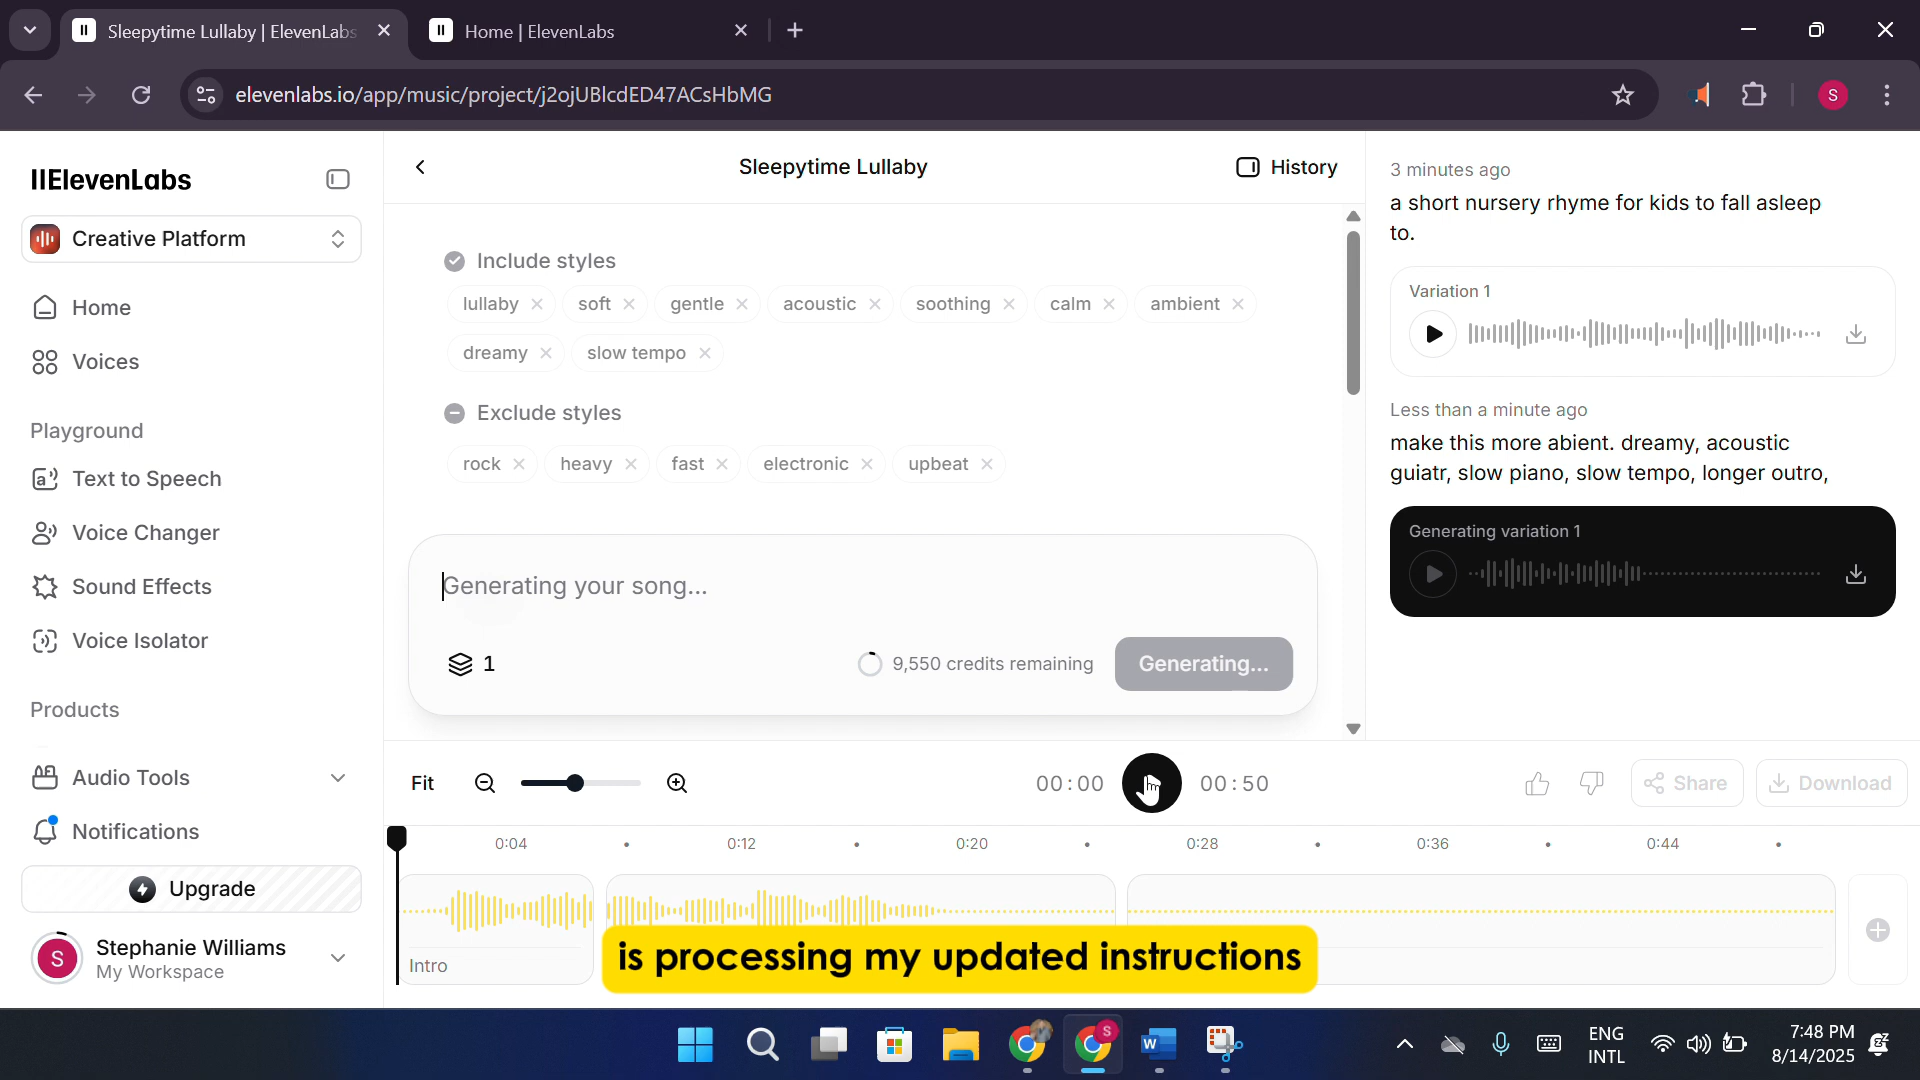 Sleepytime Lullaby | ElevenLabs
Home | ElevenLabs
elevenlabs.io/app/music/project/j2ojUBlcdED47ACsHbMG
S
IIElevenLabs
Creative Platform
Home
Voices
Playground
Text to Speech
Voice Changer
Sound Effects
Voice Isolator
Products
Audio Tools
Notifications
Upgrade
S
Stephanie Williams
My Workspace
Sleepytime Lullaby
History
Include styles
lullaby
soft
gentle
acoustic
soothing
calm
ambient
dreamy
slow tempo
Exclude styles
rock
heavy
fast
electronic
upbeat
Generating your song...
1
9,550 credits remaining
Generating...
3 minutes ago
a short nursery rhyme for kids to fall asleep
to.
Variation 1
Less than a minute ago
make this more abient. dreamy, acoustic
guiatr, slow piano, slow tempo, longer outro,
Generating variation 1
Fit
00:00
00:50
Share
Download
0:04
0:12
0:20
0:28
0:36
0:44
Intro
is processing my updated instructions
S
W
ENG
INTL
7:48 PM
8/14/2025